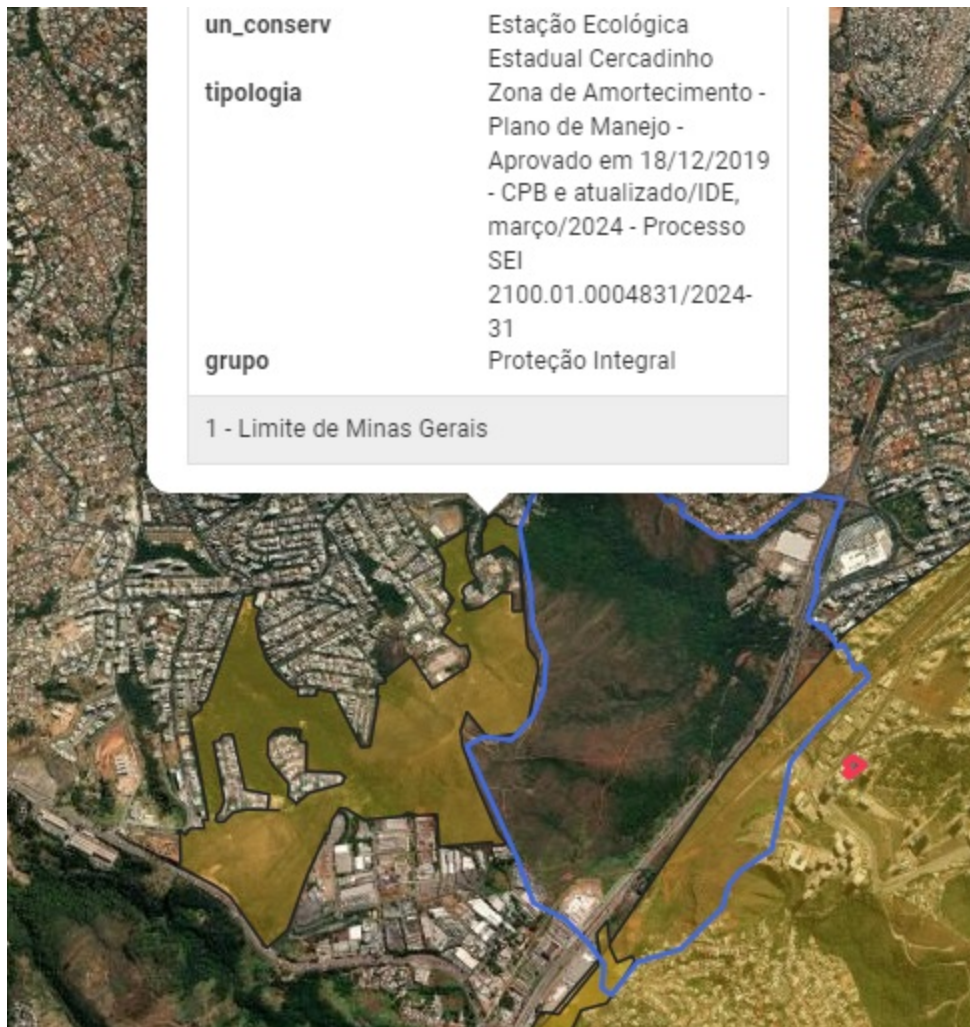 un_conserv Estação Ecológica
Estadual Cercadinho
tipologia Zona de Amortecimento -
Plano de Manejo -
Aprovado em 18/12/2019
- CPB e atualizado/IDE,
março/2024 - Processo
SEI
2100.01.0004831/2024-
31
grupo Proteção Integral
1 - Limite de Minas Gerais